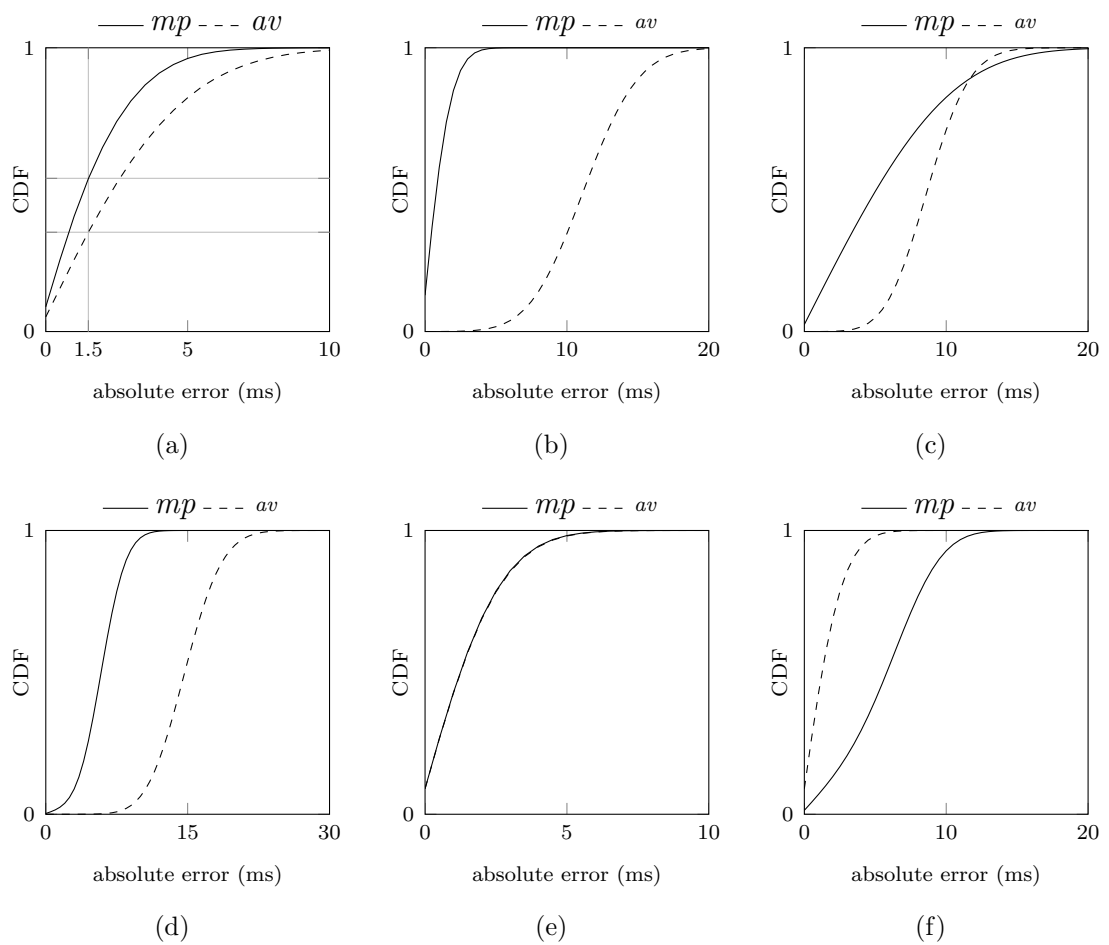 mp av
1
CDF
0
0 1.5 5 10
absolute error (ms)
(a)
mp av
1
CDF
0
0 10 20
absolute error (ms)
(b)
mp av
1
CDF
0
0 10 20
absolute error (ms)
(c)
mp av
1
CDF
0
0 15 30
absolute error (ms)
(d)
mp av
1
CDF
0
0 5 10
absolute error (ms)
(e)
mp av
1
CDF
0
0 10 20
absolute error (ms)
(f)